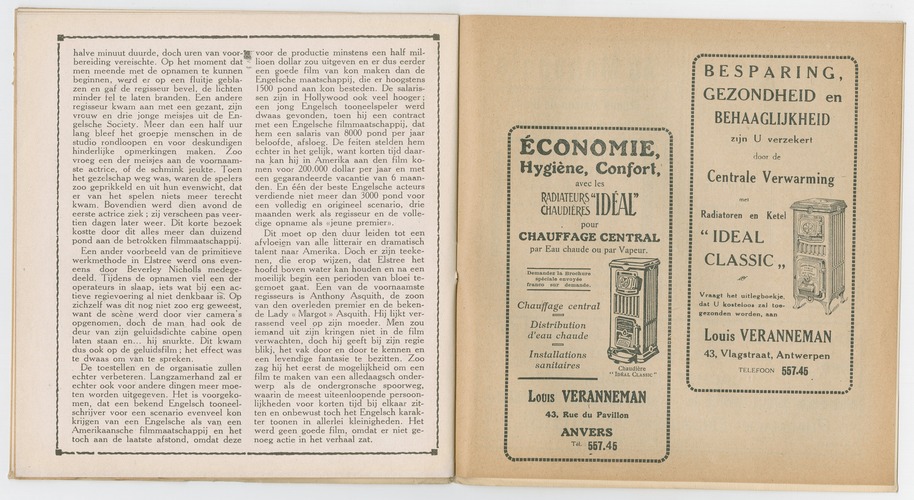 halve minuut duurde, doch uren van voor-
bereiding vereischte. Op het moment dat
men meende met de opnamen te kunnen
beginnen, werd er op een fluitje gebla-
zen en gaf de regisseur bevel, de lichten
minder fel te laten branden. Een andere
regisseur kwam aan met een gezant, zijn
vrouw en drie jonge meisjes uit de En-
gelsche Society. Meer dan een half uur
lang bleef het groepje menschen in de
studio rondloopen en voor deskundigen
hinderlijke opmerkingen maken. Zoo
vroeg een der meisjes aan de voornaam-
ste actrice, of de schmink jeukte. Toen
het gezelschap weg was, waren de spelers
zoo geprikkeld en uit hun evenwicht, dat
er van het spelen niets meer terecht
kwam. Bovendien werd dien avond de
eerste actrice ziek ; zij verscheen pas veer-
tien dagen later weer. Dit korte bezoek
kostte door dit alles meer dan duizend
pond aan de betrokken filmmaatschappij.
Een ander voorbeeld van de primitieve
werkmethode in Elstree werd ons even-
eens door Beverley Nicholls medege-
deeld. Tijdens de opnamen viel een der
operateurs in slaap, iets wat bij een ac-
tieve regievoering al niet denkbaar is. Op
zichzelf was dit nog niet zoo erg geweest,
want de scène werd door vier camera's
opgenomen, doch de man had ook de
deur van zijn geluidsdichte cabine open
laten staan en... hij snurkte. Dit kwam
dus ook op de geluidsfilm ; het effect was
te dwaas om van te spreken.
De toestellen en de organisatie zullen
echter verbeteren. Langzamerhand zal er
echter ook voor andere dingen meer moe-
ten worden uitgegeven. Het is voorgeko-
men, dat een bekend Engelsch tooneel-
schrijver voor een scenario evenveel kon
krijgen van een Engelsche als van een
Amerikaansche filmmaatschappij en het
toch aan de laatste afstond, omdat deze
voor de productie minstens een half mil-
lioen dollar zou uitgeven en er dus eerder
een goede film van kon maken dan de
Engelsche maatschappij, die er hoogstens
1500 pond aan kon besteden. De salaris-
sen zijn in Hollywood ook veel hooger ;
een jong Engelsch tooneelspeler werd
dwaas gevonden, toen hij een contract
met een Engelsche filmmaatschappij, dat
hem een salaris van 8000 pond per jaar
beloofde, afsloeg. De feiten stelden hem
echter in het gelijk, want korten tijd daar-
na kon hij in Amerika aan den film ko-
men voor 200.000 dollar per jaar en met
een gegarandeerde vacantie van 6 maan-
den. En één der beste Engelsche acteurs
verdiende niet meer dan 3000 pond voor
een volledig en origineel scenario, drie
maanden werk als regisseur en de volle-
dige opname als «jeune premier».
Dit moet op den duur leiden tot een
afvloeien van alle litterair en dramatisch
talent naar Amerika. Doch er zijn teeke-
nen, die erop wijzen, dat Elstree het
hoofd boven water kan houden en na een
moeilijk begin een perioden van bloei te-
gemoet gaat. Een van de voornaamste
regisseurs is Anthony Asquith, de zoon
van den overleden premier en de beken-
de Lady « Margot » Asquith. Hij lijkt ver-
rassend veel op zijn moeder. Men zou
iemand uit zijn kringen niet in de film
verwachten, doch hij geeft bij zijn regie
blijk, het vak door en door te kennen en
een levendige fantasie te bezitten. Zoo
zag hij het eerst de mogelijkheid om een
film te maken van een alledaagsch onder-
werp als de ondergronsche spoorweg,
waarin de meest uiteenloopende persoon-
lijkheden voor korten tijd bij elkaar zit-
ten en onbewust toch het Engelsch karak-
ter toonen in allerlei kleinigheden. Het
werd geen goede film, omdat er niet ge-
noeg actie in het verhaal zat.
ÉCONOMIE,
Hygiène, Confort,
avec les
RADIATEURS "IDÉAL"
CHAUDIÈRES
pour
CHAUFFAGE CENTRAL
par Eau chaude ou par Vapeur.
Demandez la Brochure
spéciale envoyée
franco sur demande.
Chauffage central
Distribution
d'eau chaude
Installations
sanitaires
Chaudière
"IDEAL CLASSIC"
Louis VERANNEMAN
43, Rue du Pavillon
ANVERS
Tél. 557.45
BESPARING,
GEZONDHEID en
BEHAAGLIJKHEID
zijn U verzekert
door de
Centrale Verwarming
met
Radiatoren en Ketel
" IDEAL
CLASSIC „
Vraagt het uitlegboekje,
dat U kosteloos zal toe-
gezonden worden, aan
Louis VERANNEMAN
43, Vlagstraat, Antwerpen
TELEFOON 557.45